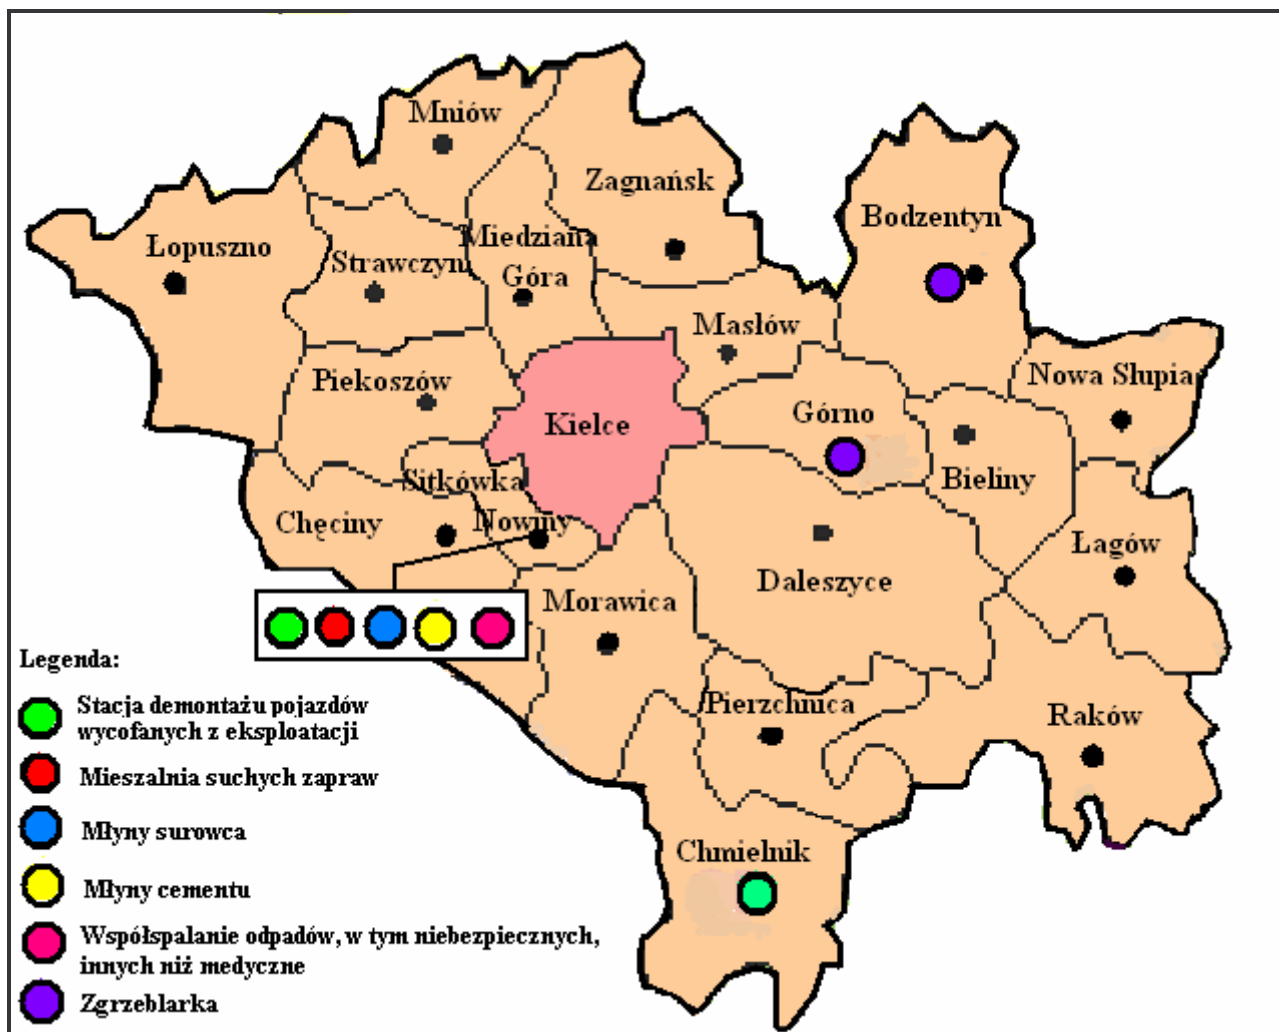 Mniów
Zagnańsk
Bodzentyn
Łopuszno
Miedziana
Góra
Strawczyn
Masłów
Nowa Słupia
Piekoszów
Górno
Kielce
Bieliny
Sitkówka
Nowiny
Chęciny
Łagów
Daleszyce
Morawica
Pierzchnica
Raków
Chmielnik
Legenda:
Stacja demontażu pojazdów
wycofanych z eksploatacji
Mieszalnia suchych zapraw
Młyny surowca
Młyny cementu
Współspalanie odpadów, w tym niebezpiecznych,
innych niż medyczne
Zgrzeblarka